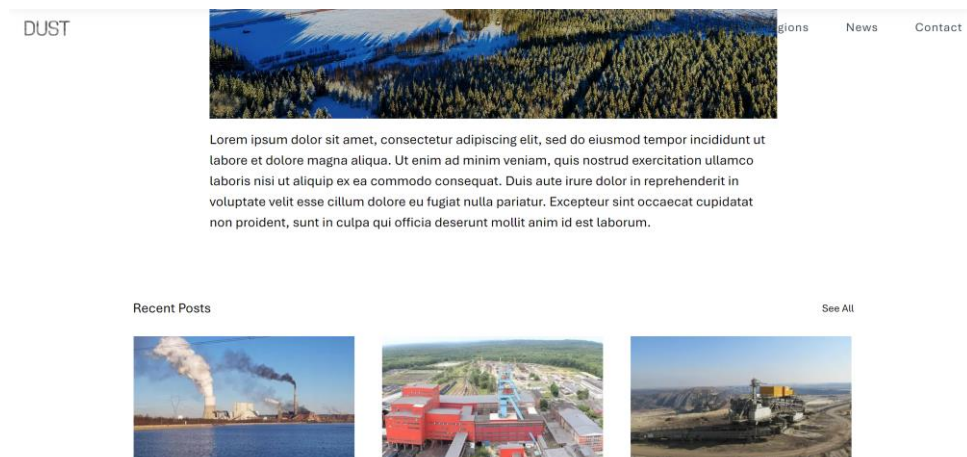 DUST
gions
News
Contact
Lorem ipsum dolor sit amet, consectetur adipiscing elit, sed do eiusmod tempor incididunt ut
labore et dolore magna aliqua. Ut enim ad minim veniam, quis nostrud exercitation ullamco
laboris nisi ut aliquip ex ea commodo consequat. Duis aute irure dolor in reprehenderit in
voluptate velit esse cillum dolore eu fugiat nulla pariatur. Excepteur sint occaecat cupidatat
non proident, sunt in culpa qui officia deserunt mollit anim id est laborum.
Recent Posts
See All